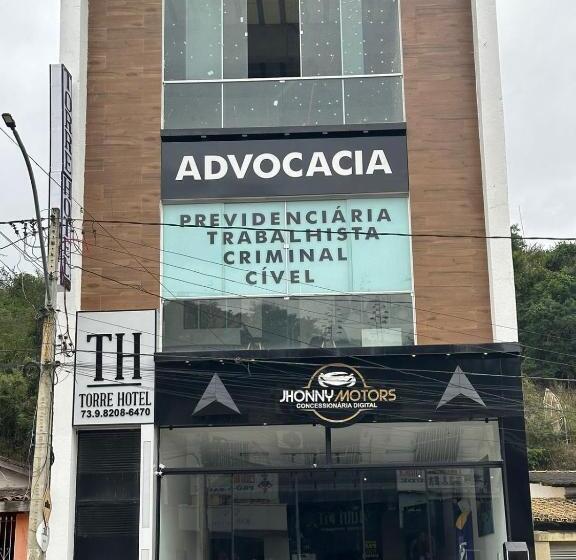 ADVOCACIA
PREVIDENCIÁRIA
TRABALHISTA
CRIMINAL
CÍVEL
TH
TORRE HOTEL
73.9.8208-6470
JHONNY MOTORS
CONCESSIONÁRIA DIGITAL